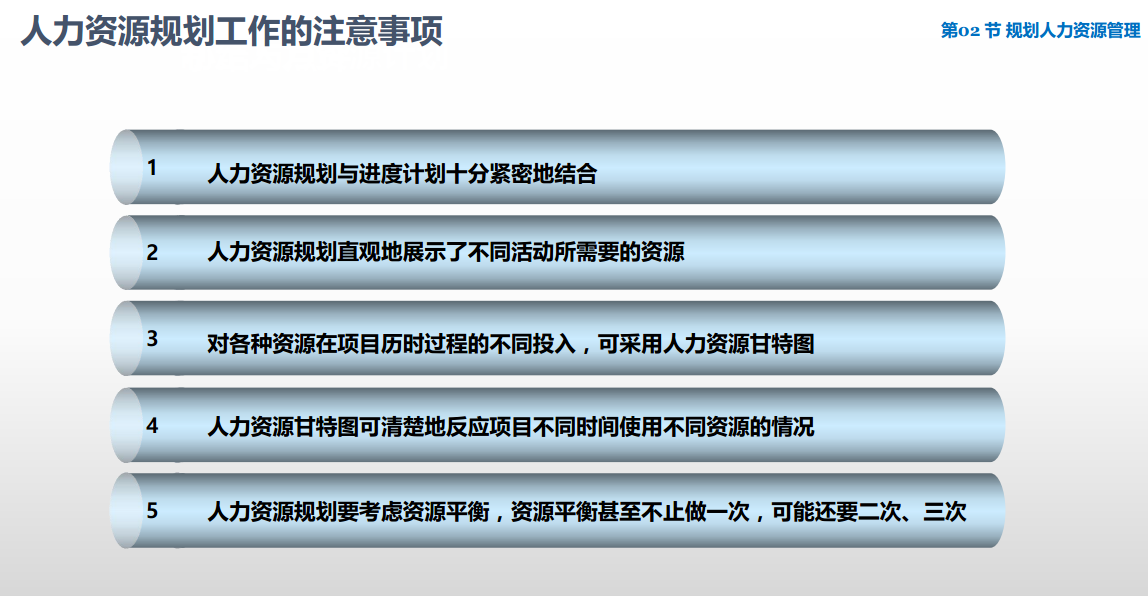 人力资源规划工作的注意事项
第02 节 规划人力资源管理
1 人力资源规划与进度计划十分紧密地结合
2 人力资源规划直观地展示了不同活动所需要的资源
3 对各种资源在项目历时过程的不同投入，可采用人力资源甘特图
4 人力资源甘特图可清楚地反应项目不同时间使用不同资源的情况
5 人力资源规划要考虑资源平衡，资源平衡甚至不止做一次，可能还要二次、三次